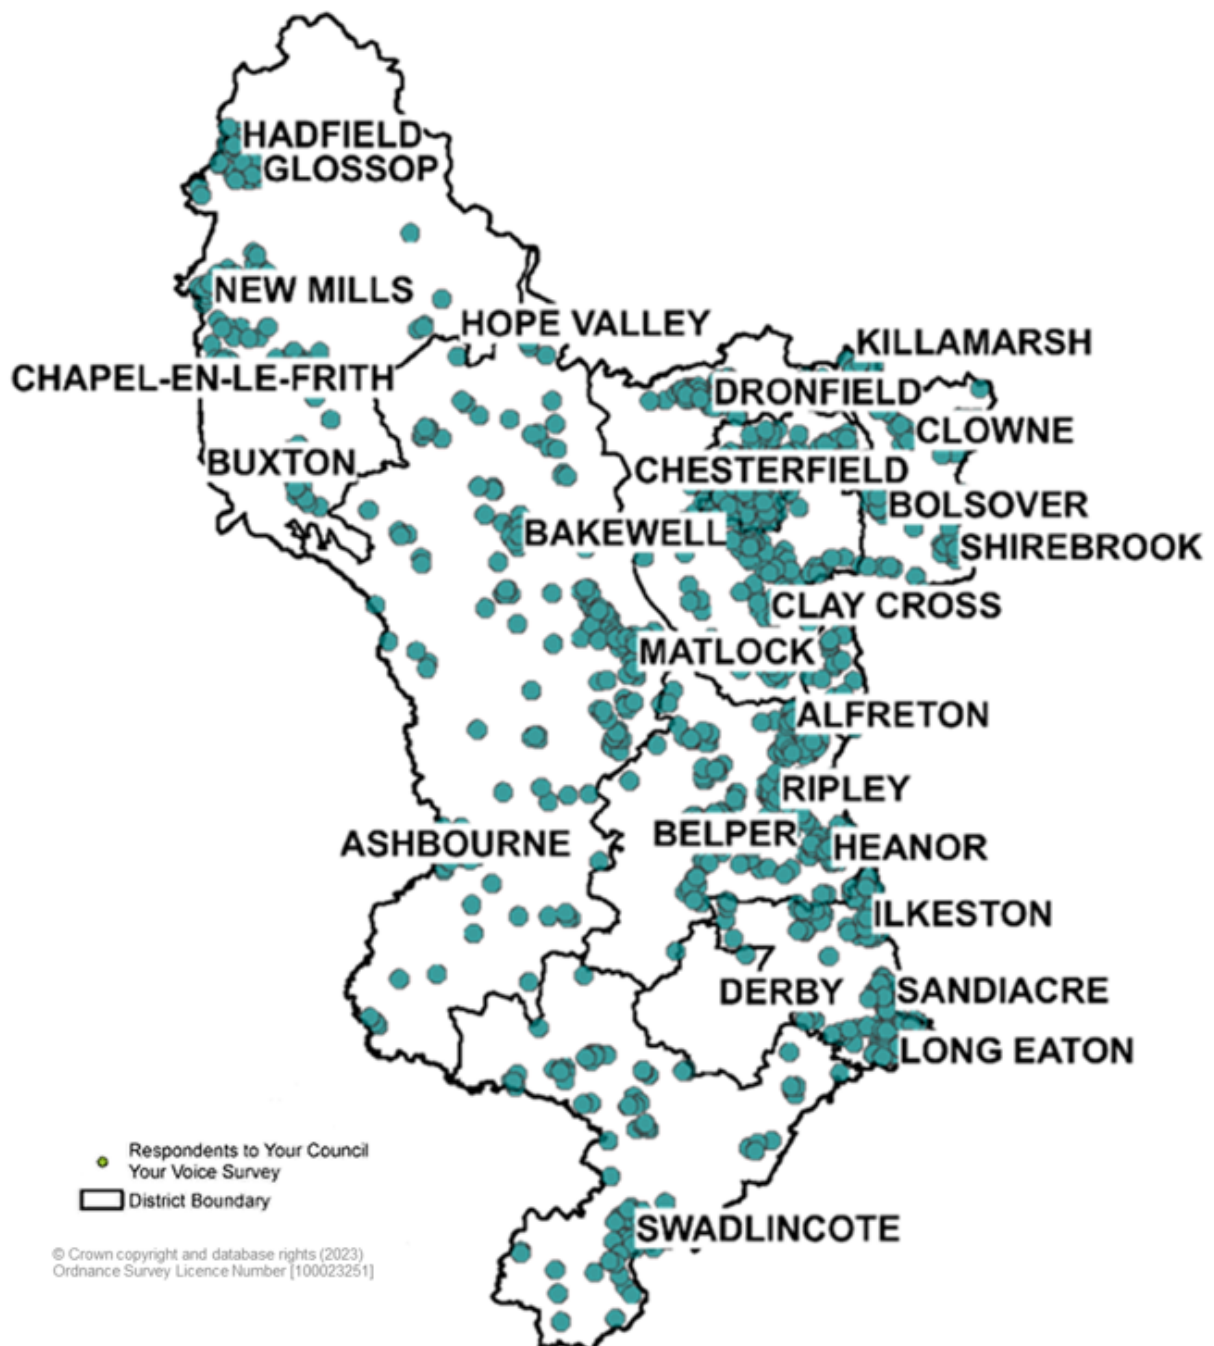 HADFIELD
GLOSSOP
NEW MILLS
HOPE VALLEY
KILLAMARSH
CHAPEL-EN-LE-FRITH
DRONFIELD
CLOWNE
BUXTON
CHESTERFIELD
BOLSOVER
BAKEWELL
SHIREBROOK
CLAY CROSS
MATLOCK
ALFRETON
RIPLEY
BELPER
ASHBOURNE
HEANOR
ILKESTON
DERBY
SANDIACRE
LONG EATON
Respondents to Your Council
Your Voice Survey
District Boundary
SWADLINCOTE
© Crown copyright and database rights (2023)
Ordnance Survey Licence Number [100023251]